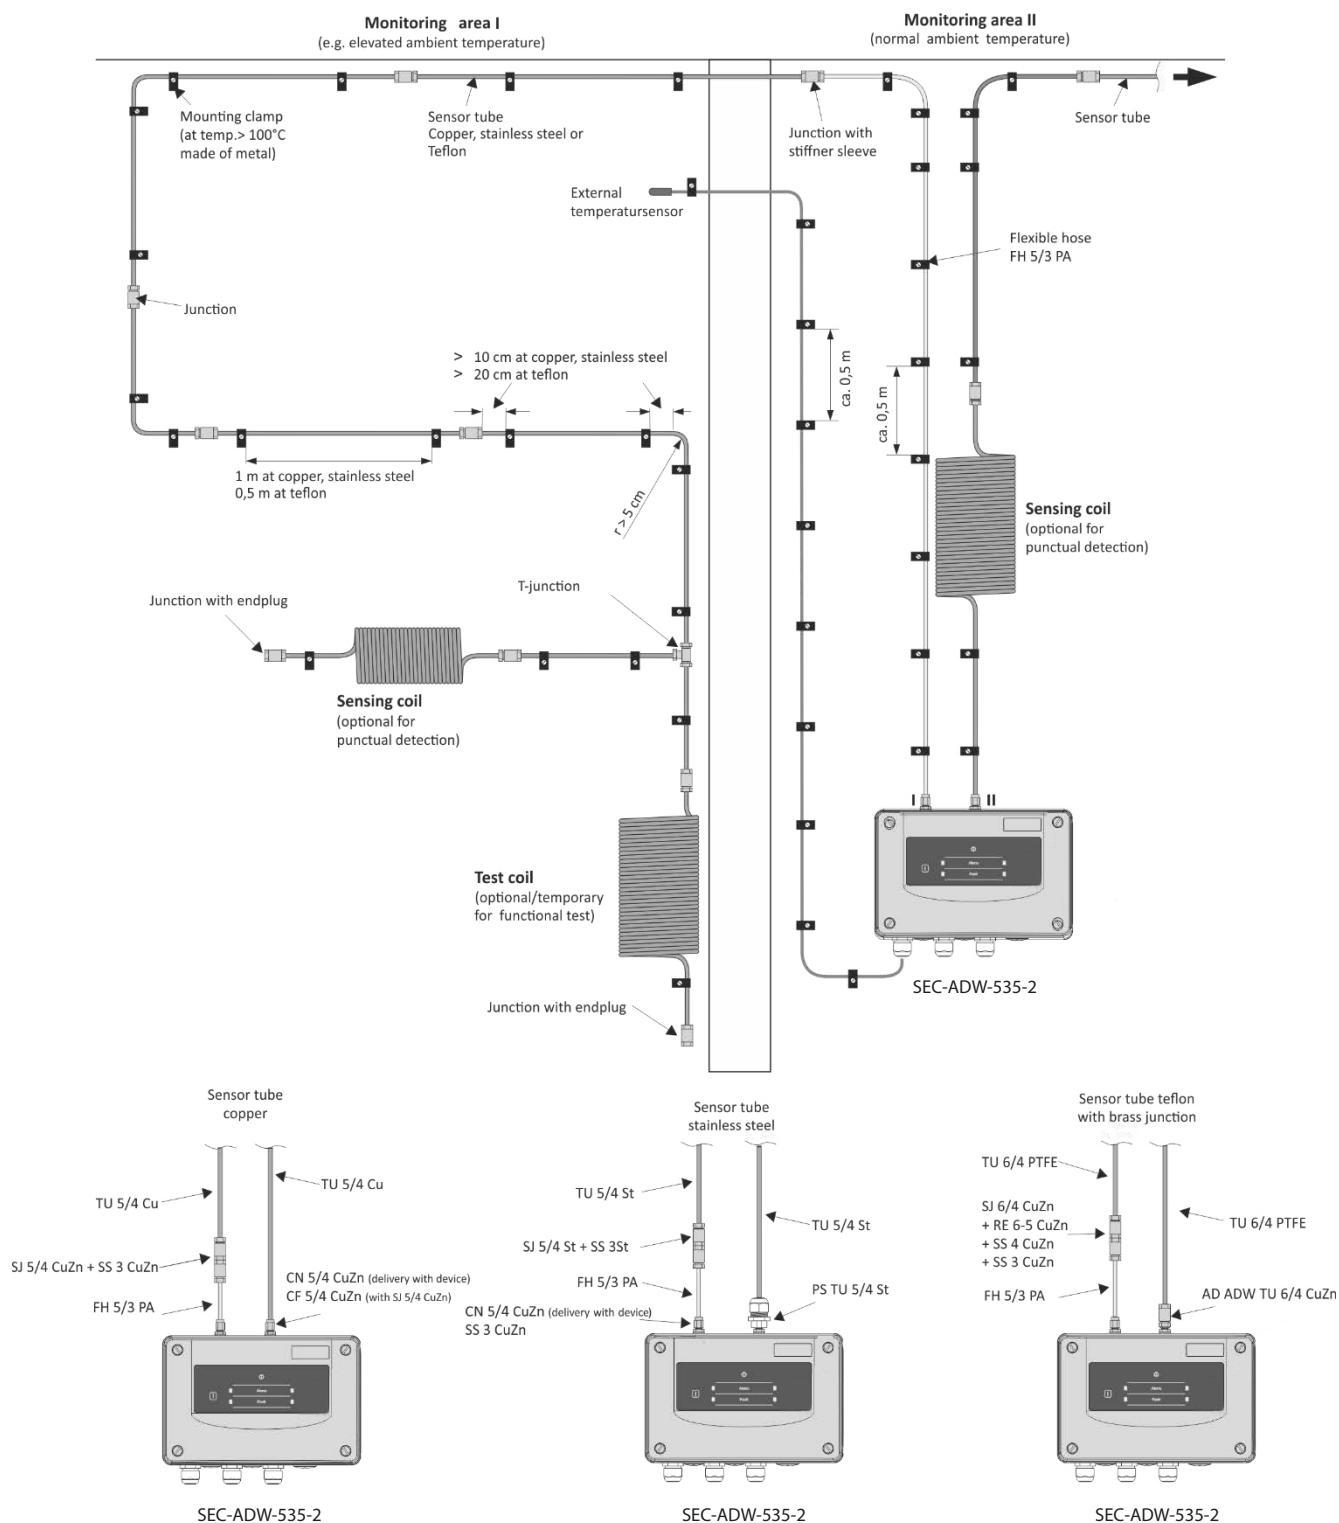 Monitoring area I
(e.g. elevated ambient temperature)
Monitoring area II
(normal ambient temperature)
Mounting clamp
(at temp.> 100°C
made of metal)
Sensor tube
Copper, stainless steel or
Teflon
Junction with
stiffner sleeve
Sensor tube
External
temperatursensor
Flexible hose
FH 5/3 PA
Junction
> 10 cm at copper, stainless steel
> 20 cm at teflon
ca. 0,5 m
ca. 0,5 m
1 m at copper, stainless steel
0,5 m at teflon
r > 5 cm
Sensing coil
(optional for
punctual detection)
T-junction
Junction with endplug
Sensing coil
(optional for
punctual detection)
I
II
Alarm
Fault
Test coil
(optional/temporary
for functional test)
SEC-ADW-535-2
Junction with endplug
Sensor tube
copper
Sensor tube
stainless steel
Sensor tube teflon
with brass junction
TU 5/4 Cu
TU 5/4 Cu
SJ 5/4 CuZn + SS 3 CuZn
CN 5/4 CuZn (delivery with device)
CF 5/4 CuZn (with SJ 5/4 CuZn)
FH 5/3 PA
Alarm
Fault
SEC-ADW-535-2
TU 5/4 St
TU 5/4 St
SJ 5/4 St + SS 3St
FH 5/3 PA
PS TU 5/4 St
CN 5/4 CuZn (delivery with device)
SS 3 CuZn
Alarm
Fault
SEC-ADW-535-2
TU 6/4 PTFE
SJ 6/4 CuZn
+ RE 6-5 CuZn
+ SS 4 CuZn
+ SS 3 CuZn
TU 6/4 PTFE
FH 5/3 PA
AD ADW TU 6/4 CuZn
Alarm
Fault
SEC-ADW-535-2